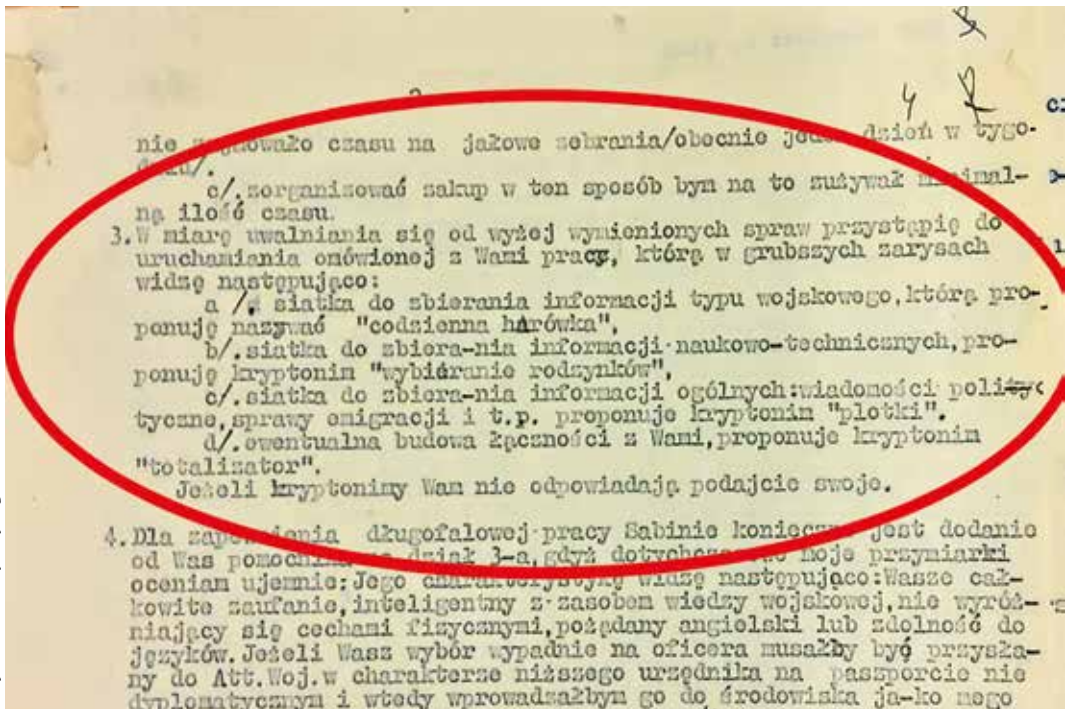 4
nie zajmowało czasu na jałowe zebrania/obecnie jeden dzień w tygo-
dniu/.
c/.zorganizować zakup w ten sposób bym na to zużywał minimal-
ną ilość czasu.
3.W miarę uwalniania się od wyżej wymienionych spraw przystąpię do
uruchamiania omówionej z Wami pracy, którą w grubszych zarysach
widzę następująco:
a /. siatka do zbierania informacji typu wojskowego,którą pro-
ponuję nazywać "codzienna harówka",
b/.siatka do zbiera-nia informacji naukowo-technicznych,pro-
ponuję kryptonim "wybieranie rodzynków",
c/.siatka do zbiera-nia informacji ogólnych:wiadomości polity
tyczne,sprawy emigracji i t.p. proponuje kryptonim "plotki".
d/.ewentualna budowa łączności z Wami,proponuje kryptonim
"totalizator".
Jeżeli kryptonimy Wam nie odpowiadają podajcie swoje.
4.Dla zapewnienia długofalowej pracy Sabinie konieczne jest dodanie
od Was pomocnika na dział 3-a,gdyż dotychczasowe moje przymiarki
oceniam ujemnie:Jego charakterystykę widzę następująco:Wasze cał-
kowite zaufanie,inteligentny z zasobem wiedzy wojskowej,nie wyróż-
niający się cechami fizycznymi,pożądany angielski lub zdolność do
języków.Jeżeli Wasz wybór wypadnie na oficera musałby być przysła-
ny do Att.Woj.w charakterze niższego urzędnika na paszporcie nie
dyplomatycznym i wtedy wprowadzałbym go do środowiska ja-ko mego